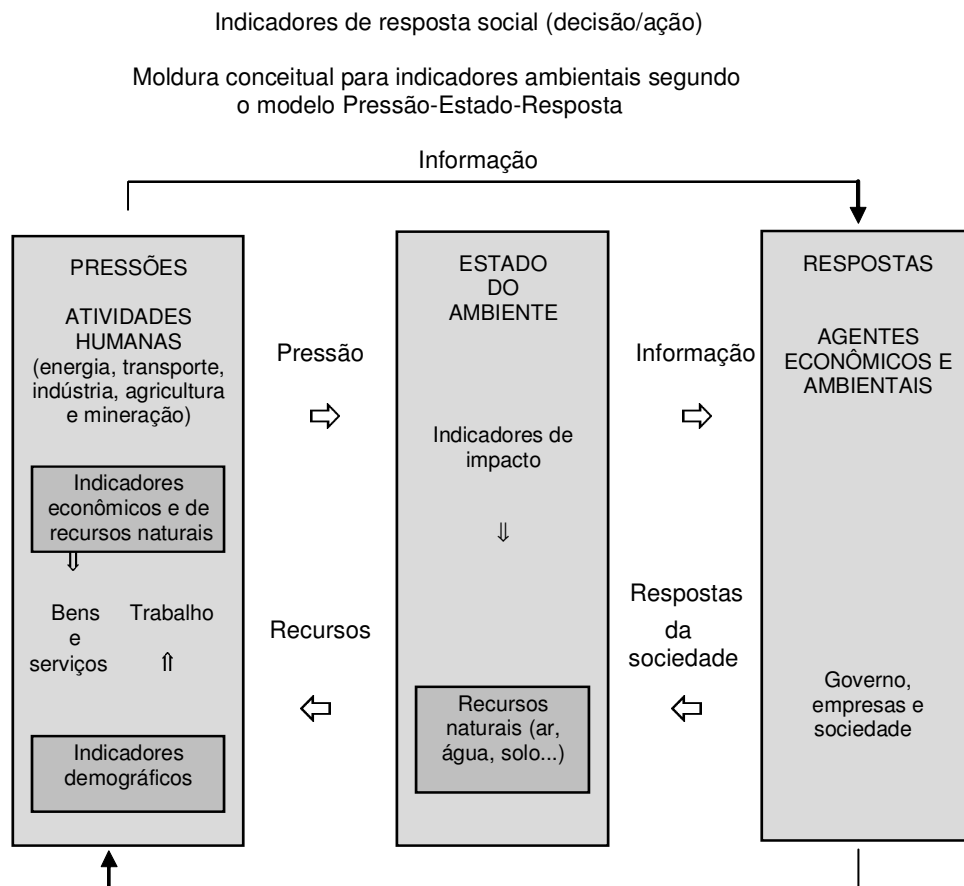 Indicadores de resposta social (decisão/ação)
Moldura conceitual para indicadores ambientais segundo
o modelo Pressão-Estado-Resposta
Informação
PRESSÕES
ATIVIDADES
HUMANAS
(energia, transporte,
indústria, agricultura
e mineração)
Indicadores
econômicos e de
recursos naturais
Bens
e
serviços
Trabalho
Indicadores
demográficos
Pressão
Recursos
ESTADO
DO
AMBIENTE
Indicadores de
impacto
Recursos
naturais (ar,
água, solo...)
Informação
Respostas
da
sociedade
RESPOSTAS
AGENTES
ECONÔMICOS E
AMBIENTAIS
Governo,
empresas e
sociedade